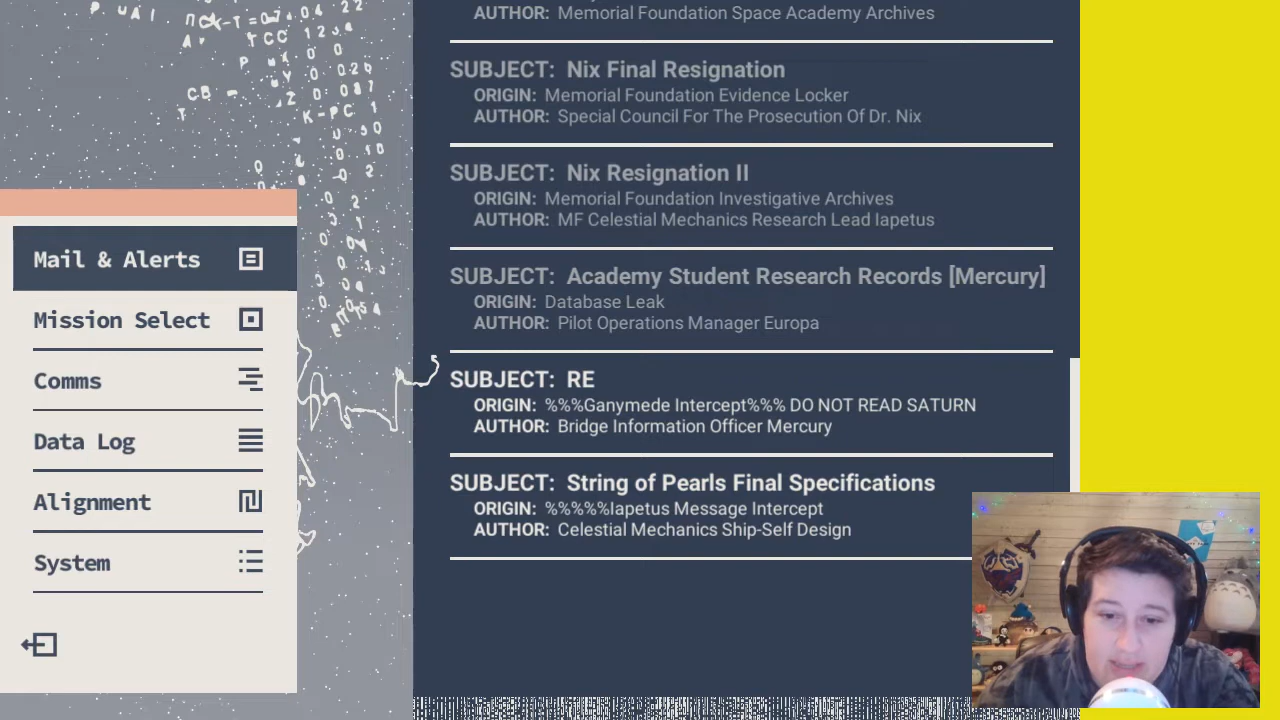 AUTHOR: Memorial Foundation Space Academy Archives
SUBJECT: Nix Final Resignation
ORIGIN: Memorial Foundation Evidence Locker
AUTHOR: Special Council For The Prosecution Of Dr. Nix
SUBJECT: Nix Resignation II
ORIGIN: Memorial Foundation Investigative Archives
AUTHOR: MF Celestial Mechanics Research Lead Iapetus
SUBJECT: Academy Student Research Records [Mercury]
ORIGIN: Database Leak
AUTHOR: Pilot Operations Manager Europa
SUBJECT: RE
ORIGIN: %%%Ganymede Intercept%%% DO NOT READ SATURN
AUTHOR: Bridge Information Officer Mercury
SUBJECT: String of Pearls Final Specifications
ORIGIN: %%%%%Iapetus Message Intercept
AUTHOR: Celestial Mechanics Ship-Self Design
Mail & Alerts
Mission Select
Comms
Data Log
Alignment
System